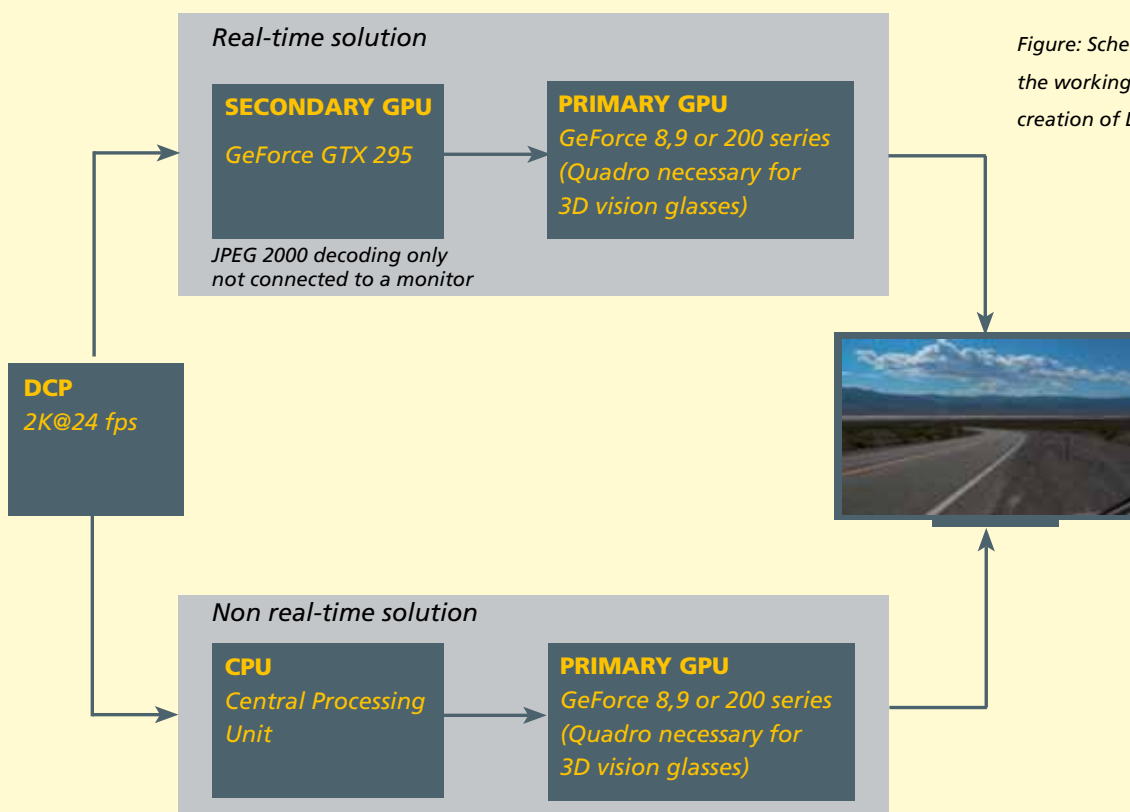 Real-time solution
SECONDARY GPU
GeForce GTX 295
JPEG 2000 decoding only
not connected to a monitor
PRIMARY GPU
GeForce 8,9 or 200 series
(Quadro necessary for
3D vision glasses)
Figure:
the working
creation of
DCP
2K@24 fps
Non real-time solution
CPU
Central Processing
Unit
PRIMARY GPU
GeForce 8,9 or 200 series
(Quadro necessary for
3D vision glasses)